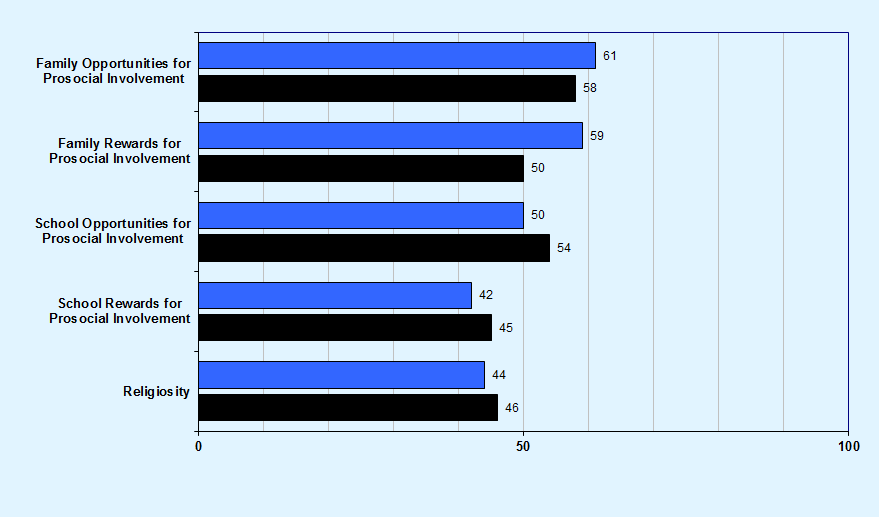 Family Opportunities for
Prosocial Involvement
61
58
Family Rewards for
Prosocial Involvement
59
50
School Opportunities for
Prosocial Involvement
50
54
School Rewards for
Prosocial Involvement
42
45
Religiosity
44
46
0 50 100